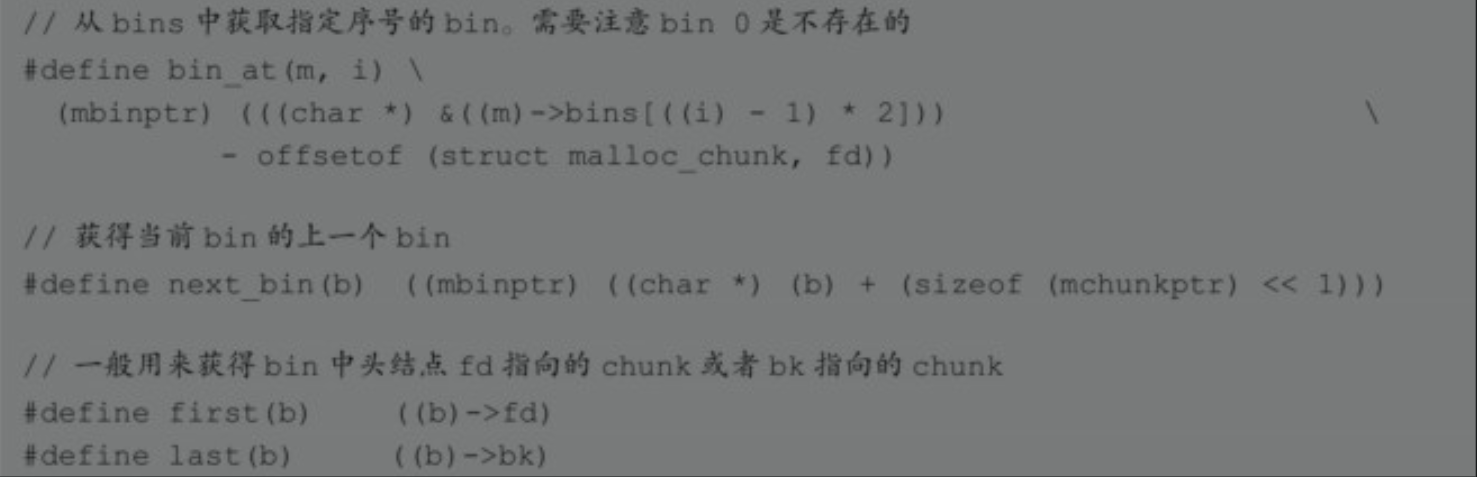 // 从 bins 中获取指定序号的 bin。需要注意 bin 0 是不存在的
#define bin_at(m, i) \
(mbinptr) (((char *) &((m)->bins[((i) - 1) * 2])) \
- offsetof (struct malloc_chunk, fd))
// 获得当前 bin 的上一个 bin
#define next_bin(b) ((mbinptr) ((char *) (b) + (sizeof (mchunkptr) << 1)))
// 一般用来获得 bin 中头结点 fd 指向的 chunk 或者 bk 指向的 chunk
#define first(b) ((b)->fd)
#define last(b) ((b)->bk)